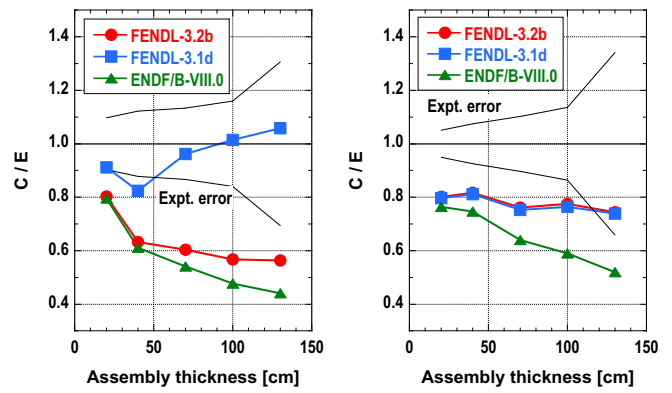 FENDL-3.2b
FENDL-3.1d
ENDF/B-VIII.0
Expt. error
1.4
1.2
1.0
0.8
0.6
0.4
C / E
0
50
100
150
Assembly thickness [cm]
FENDL-3.2b
FENDL-3.1d
ENDF/B-VIII.0
Expt. error
1.4
1.2
1.0
0.8
0.6
0.4
C / E
0
50
100
150
Assembly thickness [cm]